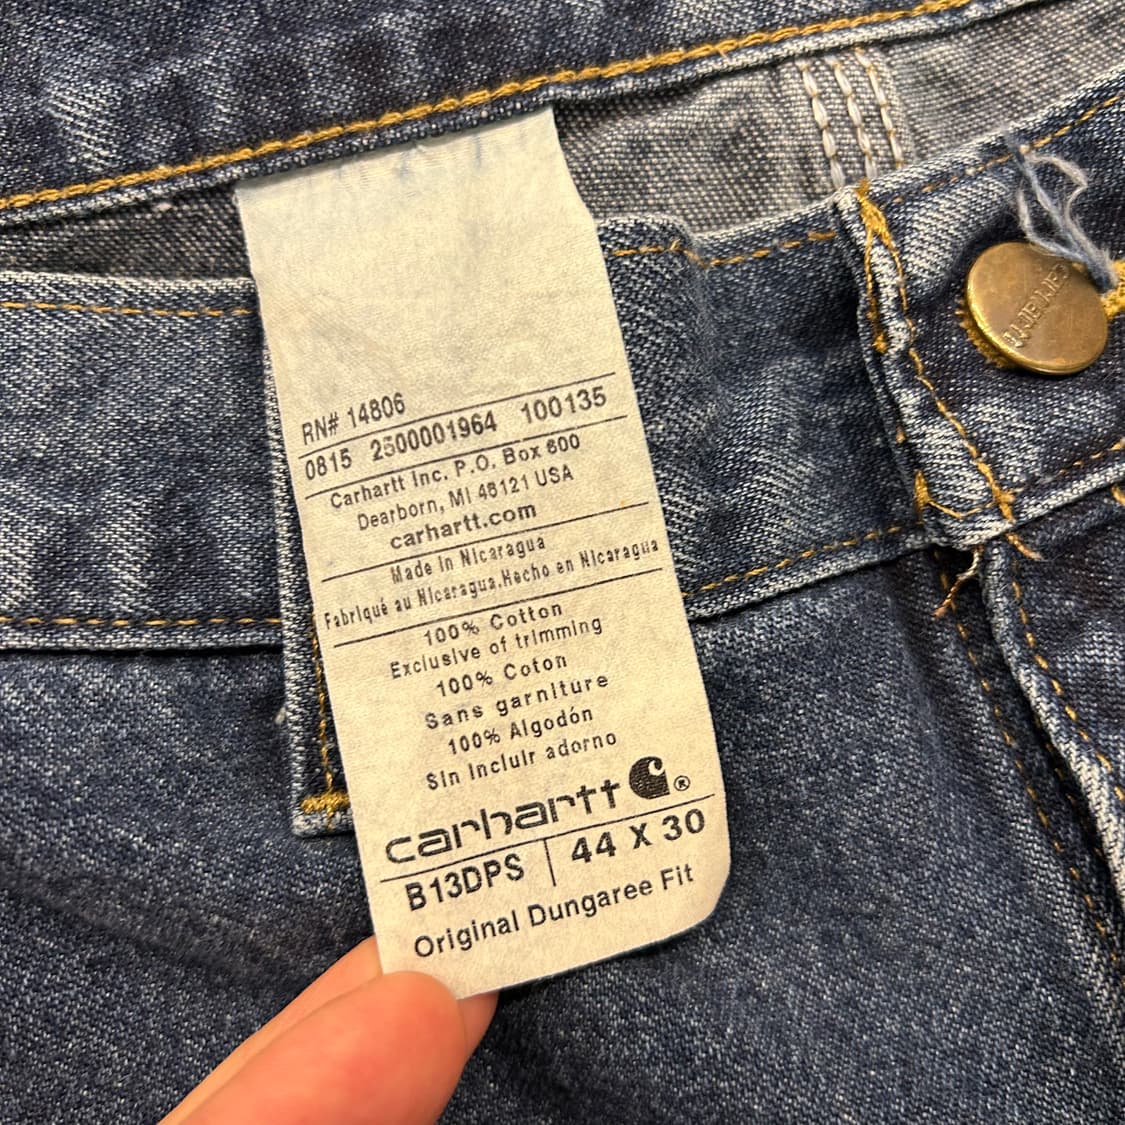 RN# 14806
0815 2500001964 100135
Carhartt Inc. P.O. Box 600
Dearborn, MI 48121 USA
carhartt.com
Made in Nicaragua
Fabriqué au Nicaragua,Hecho en Nicaragua
100% Cotton
Exclusive of trimming
100% Coton
Sans garniture
100% Algodón
Sin incluir adorno
carhartt ®
B13DPS 44 X 30
Original Dungaree Fit
CARHARTT